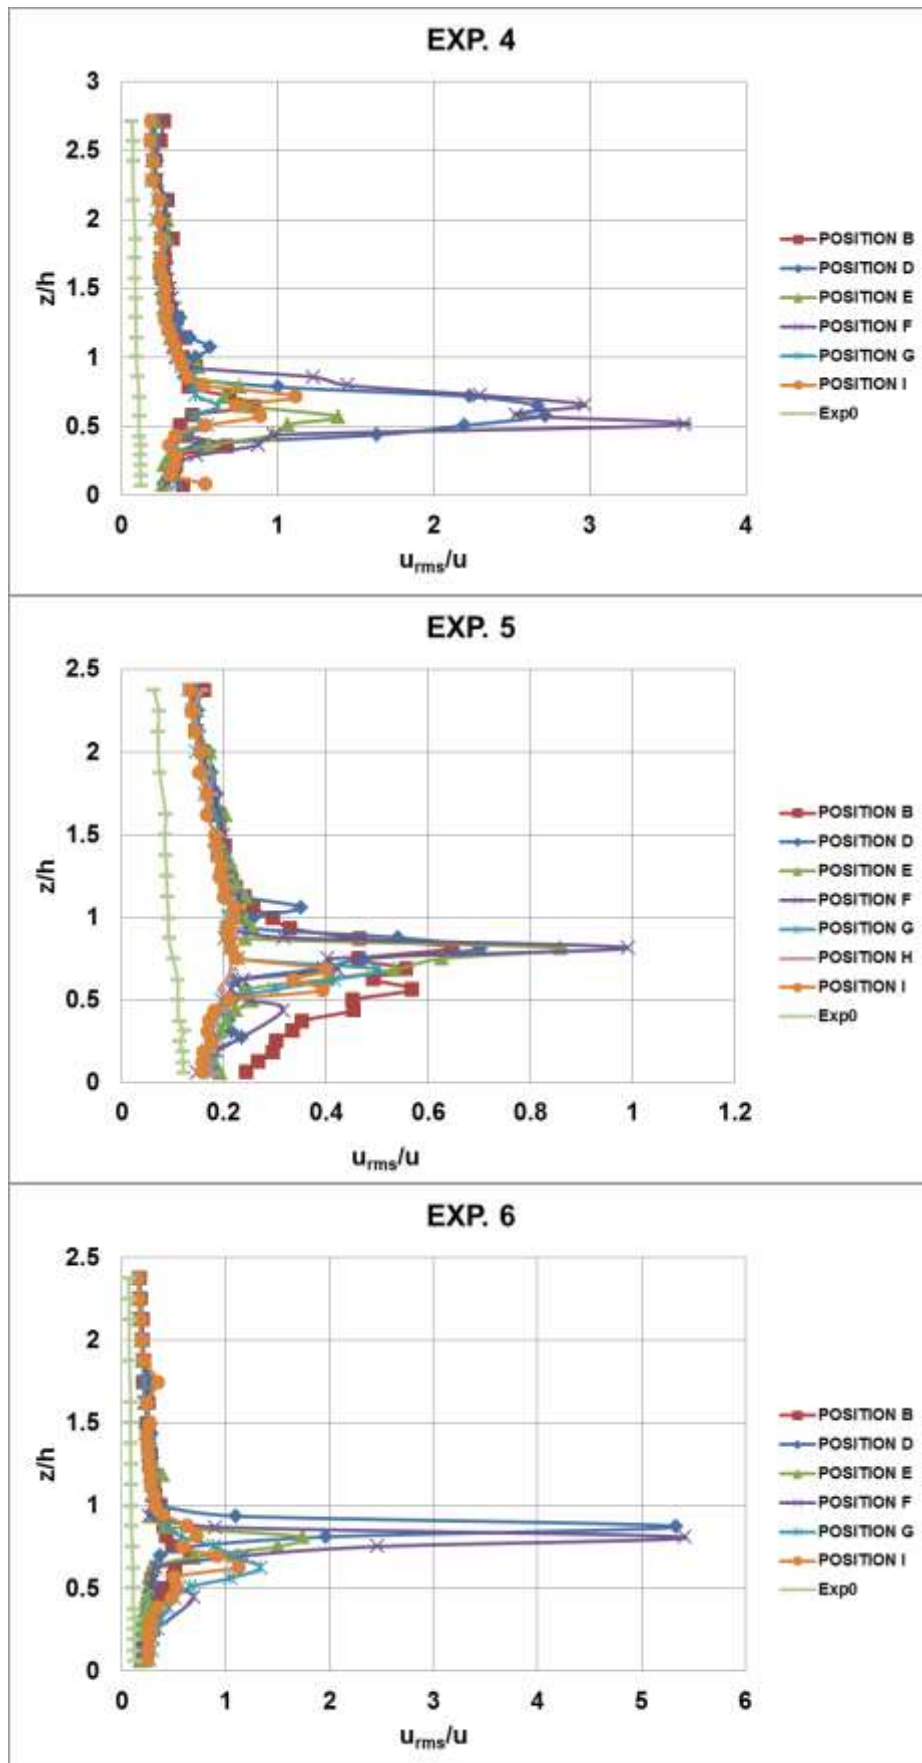 EXP. 4
3
2.5
2
1.5
1
0.5
0
z/h
0 1 2 3 4
u_rms/u
POSITION B
POSITION D
POSITION E
POSITION F
POSITION G
POSITION I
Exp0
EXP. 5
2.5
2
1.5
1
0.5
0
z/h
0 0.2 0.4 0.6 0.8 1 1.2
u_rms/u
POSITION B
POSITION D
POSITION E
POSITION F
POSITION G
POSITION H
POSITION I
Exp0
EXP. 6
2.5
2
1.5
1
0.5
0
z/h
0 1 2 3 4 5 6
u_rms/u
POSITION B
POSITION D
POSITION E
POSITION F
POSITION G
POSITION I
Exp0